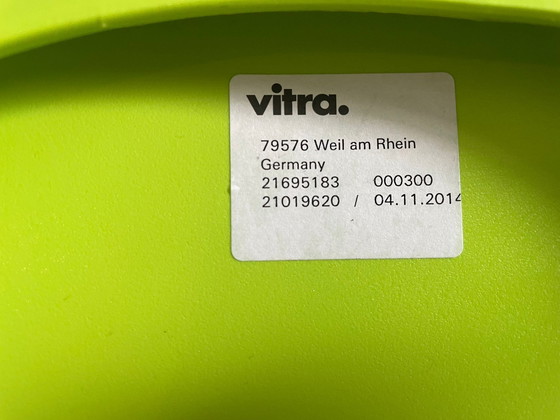 vitra.
79576 Weil am Rhein
Germany
21695183 000300
21019620 / 04.11.2014